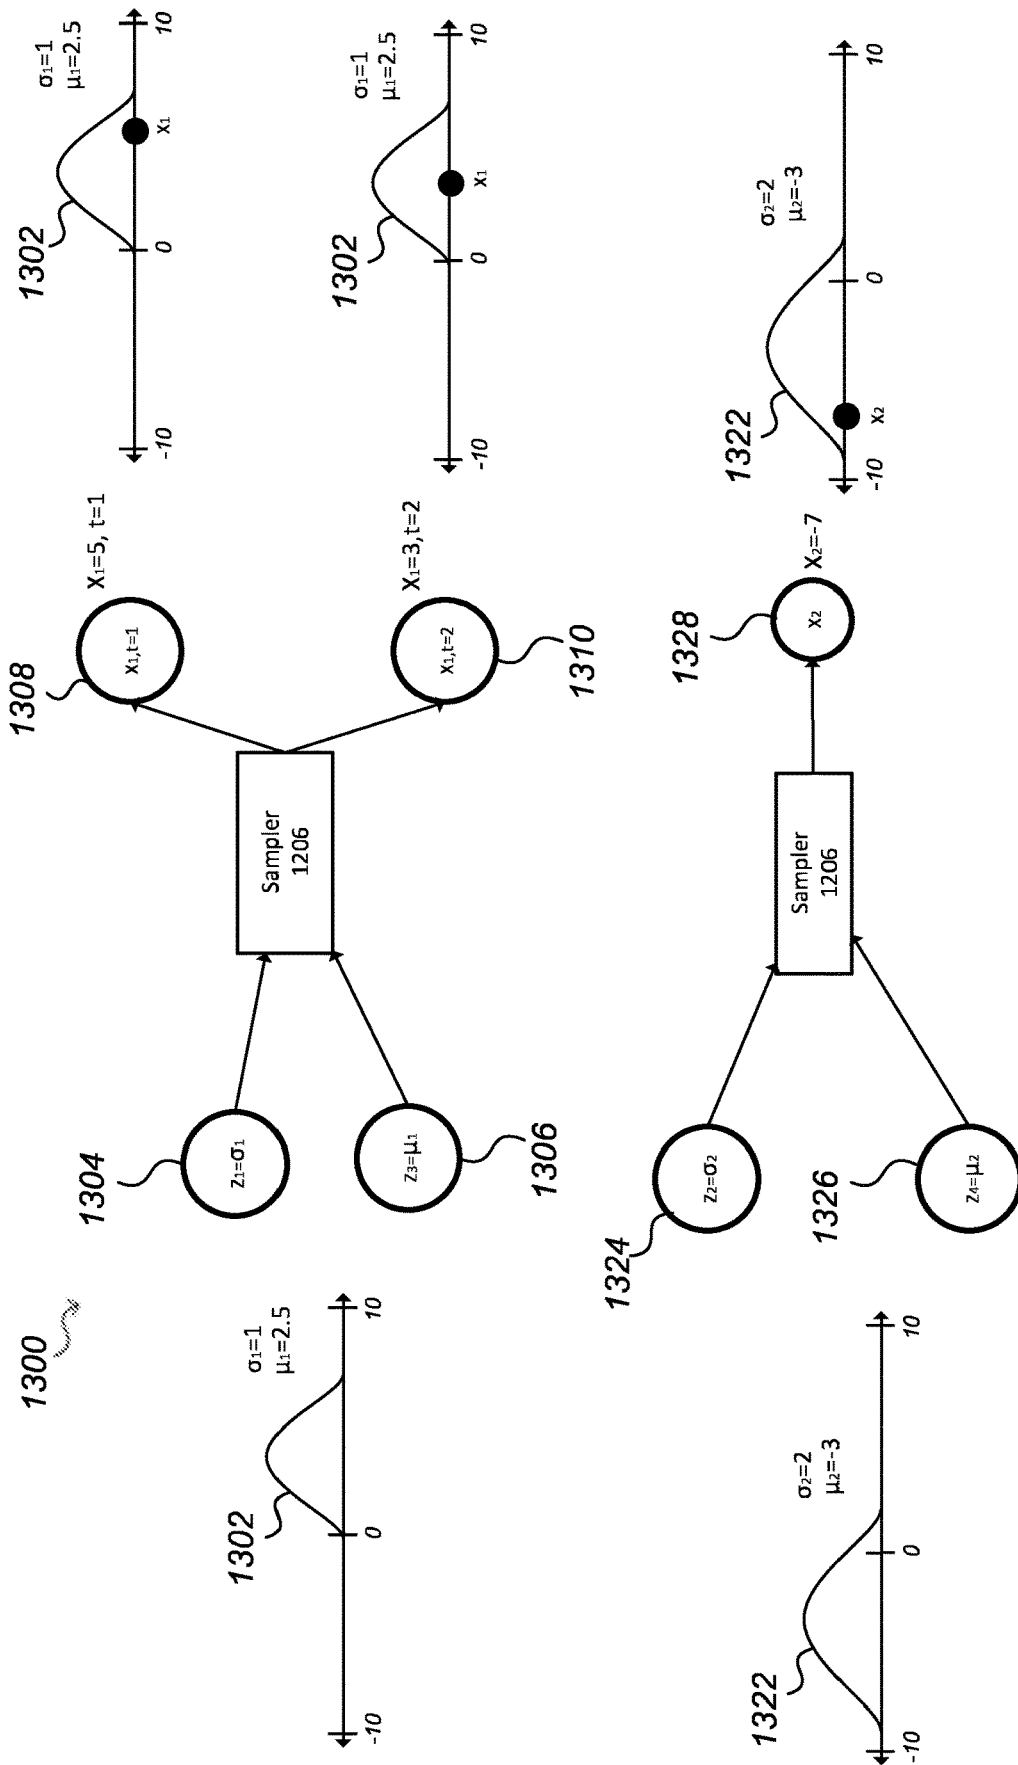 1300
1302
σ₁=1
μ₁=2.5
-10
0
10
1304
z₁=σ₁
z₃=μ₁
1306
Sampler
1206
1308
x₁,t=1
X₁=5, t=1
x₁,t=2
X₁=3,t=2
1310
1302
σ₁=1
μ₁=2.5
-10
0
x₁
10
1302
σ₁=1
μ₁=2.5
-10
0
x₁
10
1322
σ₂=2
μ₂=-3
-10
0
10
1324
z₂=σ₂
1326
z₄=μ₂
Sampler
1206
1328
x₂
X₂=-7
1322
σ₂=2
μ₂=-3
-10
x₂
0
10